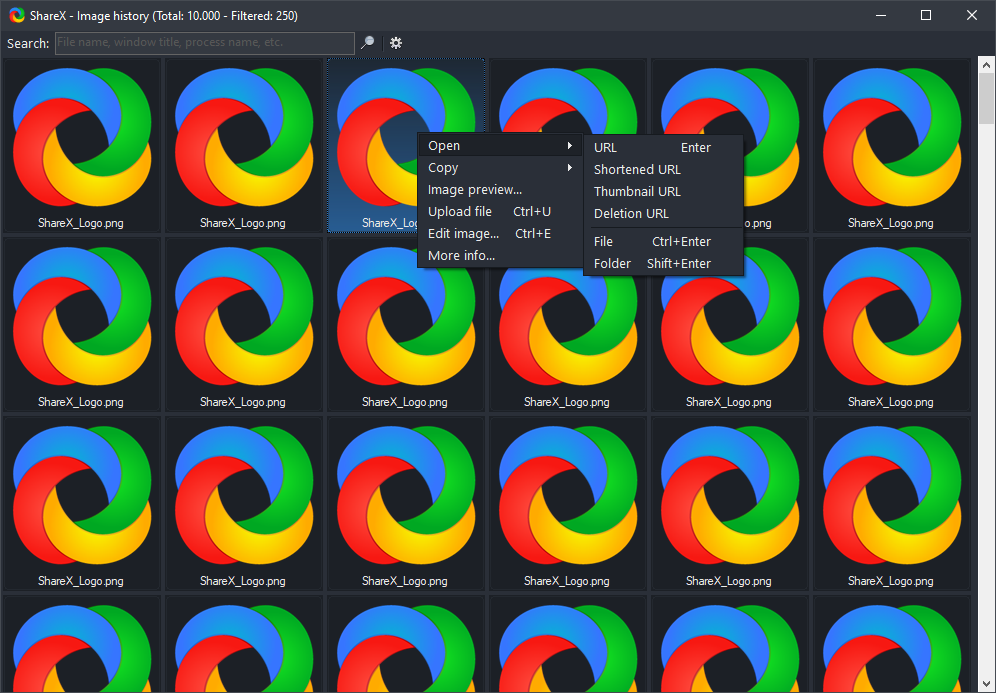 ShareX - Image history (Total: 10.000 - Filtered: 250)
Search: File name, window title, process name, etc.
ShareX_Logo.png ShareX_Logo.png ShareX_Lo
Open
Copy
Image preview...
Upload file Ctrl+U
Edit image... Ctrl+E
More info...
URL Enter
Shortened URL
Thumbnail URL
Deletion URL
File Ctrl+Enter
Folder Shift+Enter
go.png ShareX_Logo.png
ShareX_Logo.png ShareX_Logo.png ShareX_Logo.png ShareX_Logo.png ShareX_Logo.png ShareX_Logo.png
ShareX_Logo.png ShareX_Logo.png ShareX_Logo.png ShareX_Logo.png ShareX_Logo.png ShareX_Logo.png